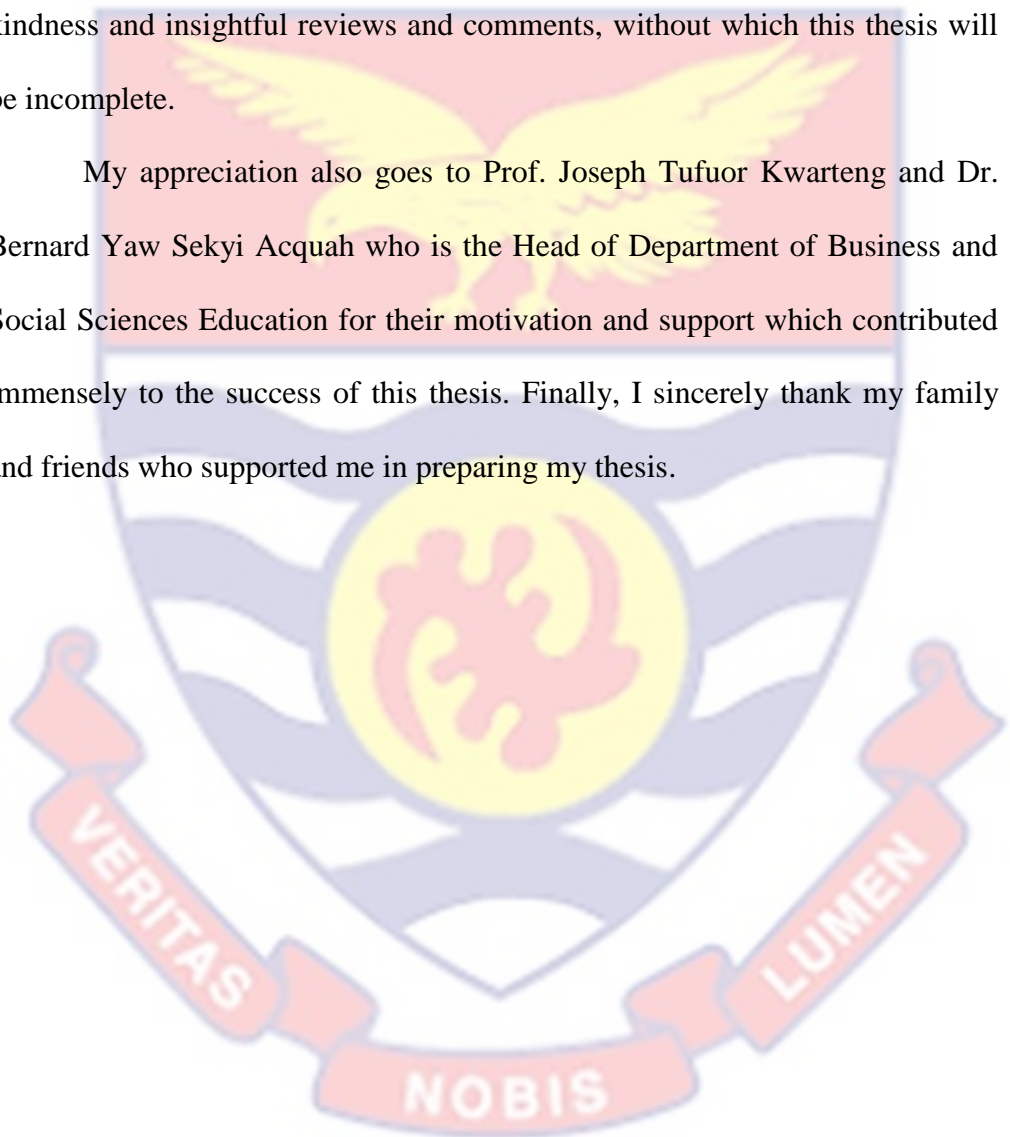 kindness and insightful reviews and comments, without which this thesis will
be incomplete.
My appreciation also goes to Prof. Joseph Tufuor Kwarteng and Dr.
Bernard Yaw Sekyi Acquah who is the Head of Department of Business and
Social Sciences Education for their motivation and support which contributed
immensely to the success of this thesis. Finally, I sincerely thank my family
and friends who supported me in preparing my thesis.
VERITAS
NOBIS
LUMEN